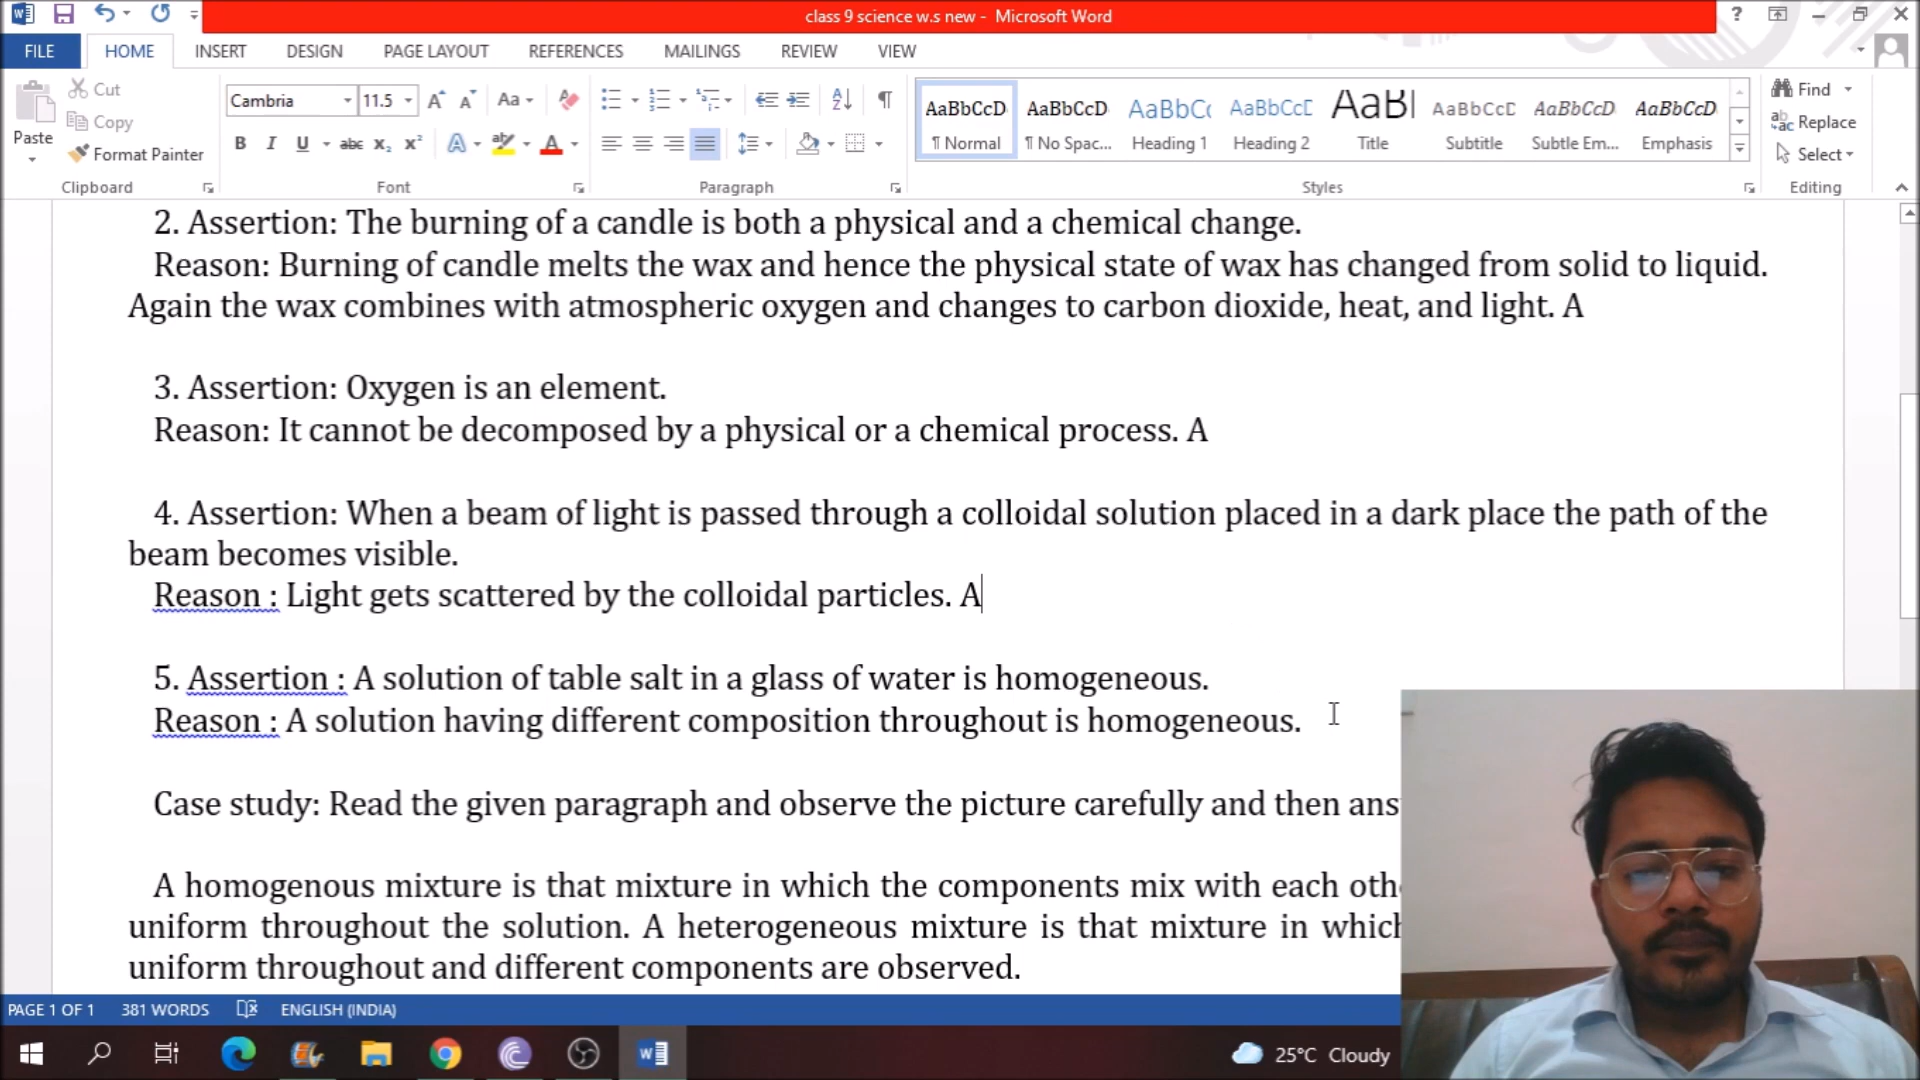 class 9 science w.s new - Microsoft Word
FILE HOME INSERT DESIGN PAGE LAYOUT REFERENCES MAILINGS REVIEW VIEW
Paste
Cut
Copy
Format Painter
Clipboard
Cambria 11.5
Font
Paragraph
AaBbCcD AaBbCcD AaBbC( AaBbCcC AaB| AaBbCcD AaBbCcD AaBbCcD
¶ Normal ¶ No Spac... Heading 1 Heading 2 Title Subtitle Subtle Em... Emphasis
Styles
Find
Replace
Select
Editing
2. Assertion: The burning of a candle is both a physical and a chemical change.
Reason: Burning of candle melts the wax and hence the physical state of wax has changed from solid to liquid.
Again the wax combines with atmospheric oxygen and changes to carbon dioxide, heat, and light. A
3. Assertion: Oxygen is an element.
Reason: It cannot be decomposed by a physical or a chemical process. A
4. Assertion: When a beam of light is passed through a colloidal solution placed in a dark place the path of the
beam becomes visible.
Reason : Light gets scattered by the colloidal particles. A
5. Assertion : A solution of table salt in a glass of water is homogeneous.
Reason : A solution having different composition throughout is homogeneous.
Case study: Read the given paragraph and observe the picture carefully and then ans
A homogenous mixture is that mixture in which the components mix with each oth
uniform throughout the solution. A heterogeneous mixture is that mixture in whic
uniform throughout and different components are observed.
PAGE 1 OF 1 381 WORDS ENGLISH (INDIA)
25°C Cloudy